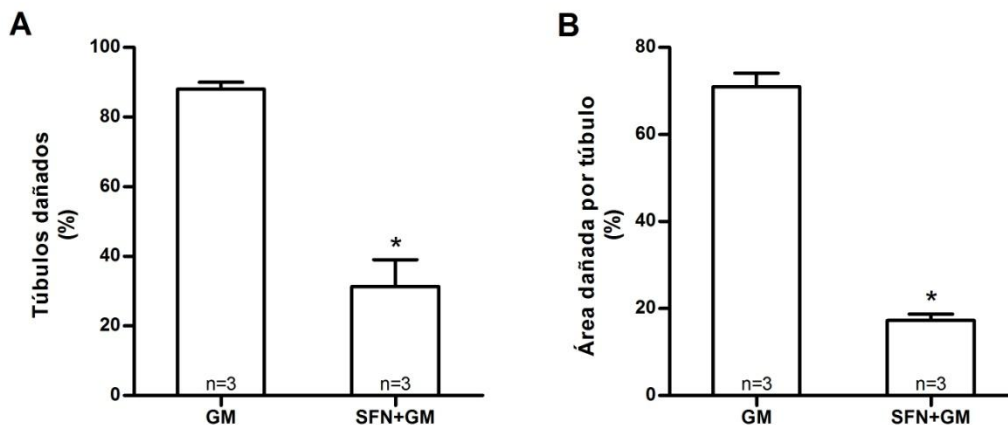 A
Túbulos dañados
(%)
100
80
60
40
20
0
*
n=3
n=3
GM
SFN+GM
B
Área dañada por túbulo
(%)
80
60
40
20
0
*
n=3
n=3
GM
SFN+GM